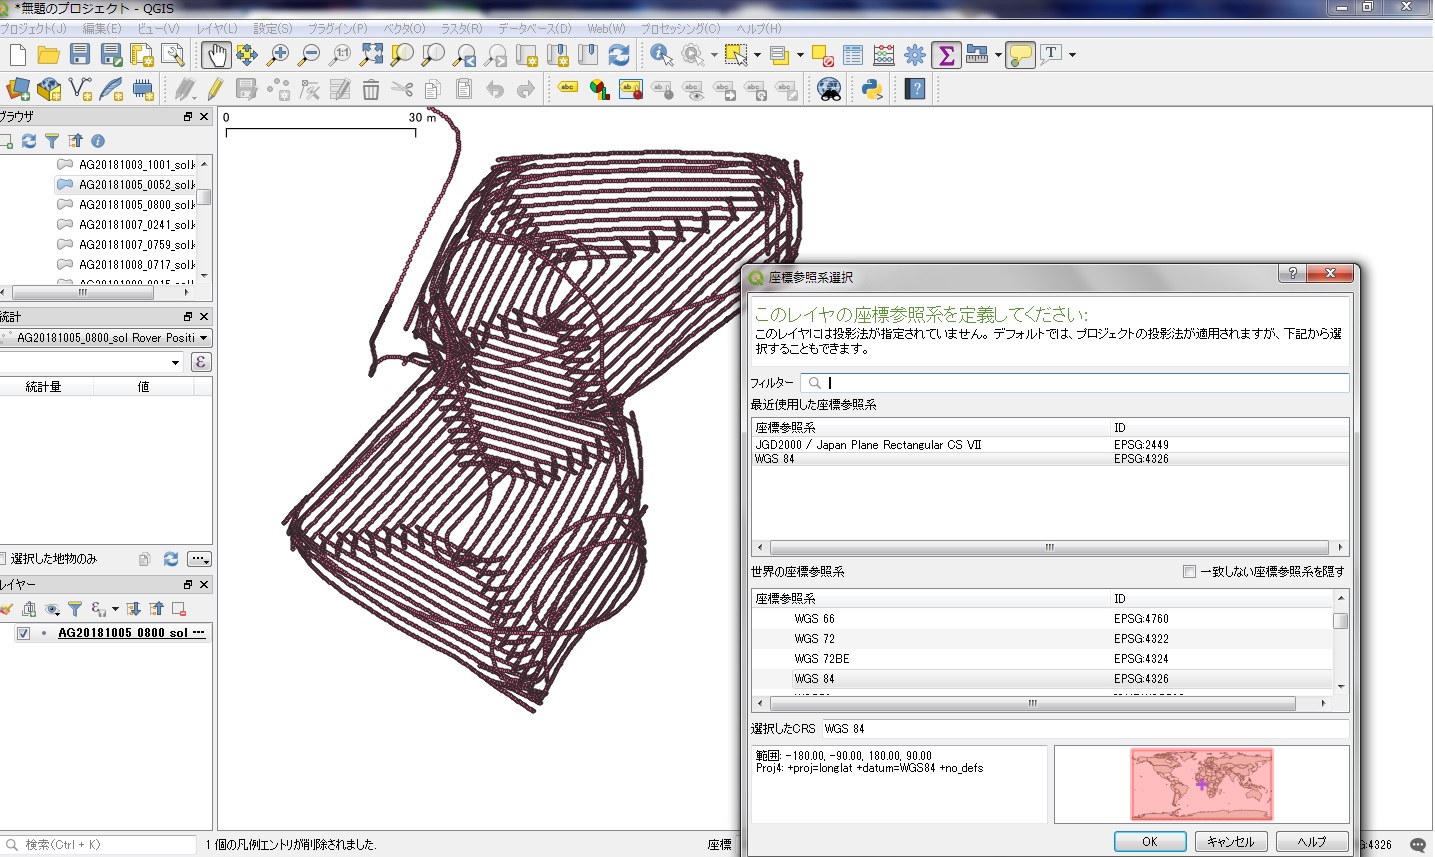 *無題のプロジェクト - QGIS
プロジェクト(J) 編集(E) ビュー(V) レイヤ(L) 設定(S) プラグイン(P) ベクタ(O) ラスタ(R) データベース(D) Web(W) プロセッシング(C) ヘルプ(H)
ブラウザ
AG20181003_1001_sol.k
AG20181005_0052_sol.k
AG20181005_0800_sol.k
AG20181007_0241_sol.k
AG20181007_0759_sol.k
AG20181008_0717_sol.k
統計
AG20181005_0800_sol Rover Positi
統計量 値
選択した地物のみ
レイヤー
AG20181005_0800_sol ...
検索(Ctrl + K)
1 個の凡例エントリが削除されました.
座標
0 30 m
座標参照系選択
このレイヤの座標参照系を定義してください:
このレイヤには投影法が指定されていません。デフォルトでは、プロジェクトの投影法が適用されますが、下記から選
択することもできます。
フィルター
最近使用した座標参照系
座標参照系 ID
JGD2000 / Japan Plane Rectangular CS VII EPSG:2449
WGS 84 EPSG:4326
世界の座標参照系
一致しない座標参照系を隠す
座標参照系 ID
WGS 66 EPSG:4760
WGS 72 EPSG:4322
WGS 72BE EPSG:4324
WGS 84 EPSG:4326
選択したCRS WGS 84
範囲: -180.00, -90.00, 180.00, 90.00
Proj4: +proj=longlat +datum=WGS84 +no_defs
OK キャンセル ヘルプ
:4326